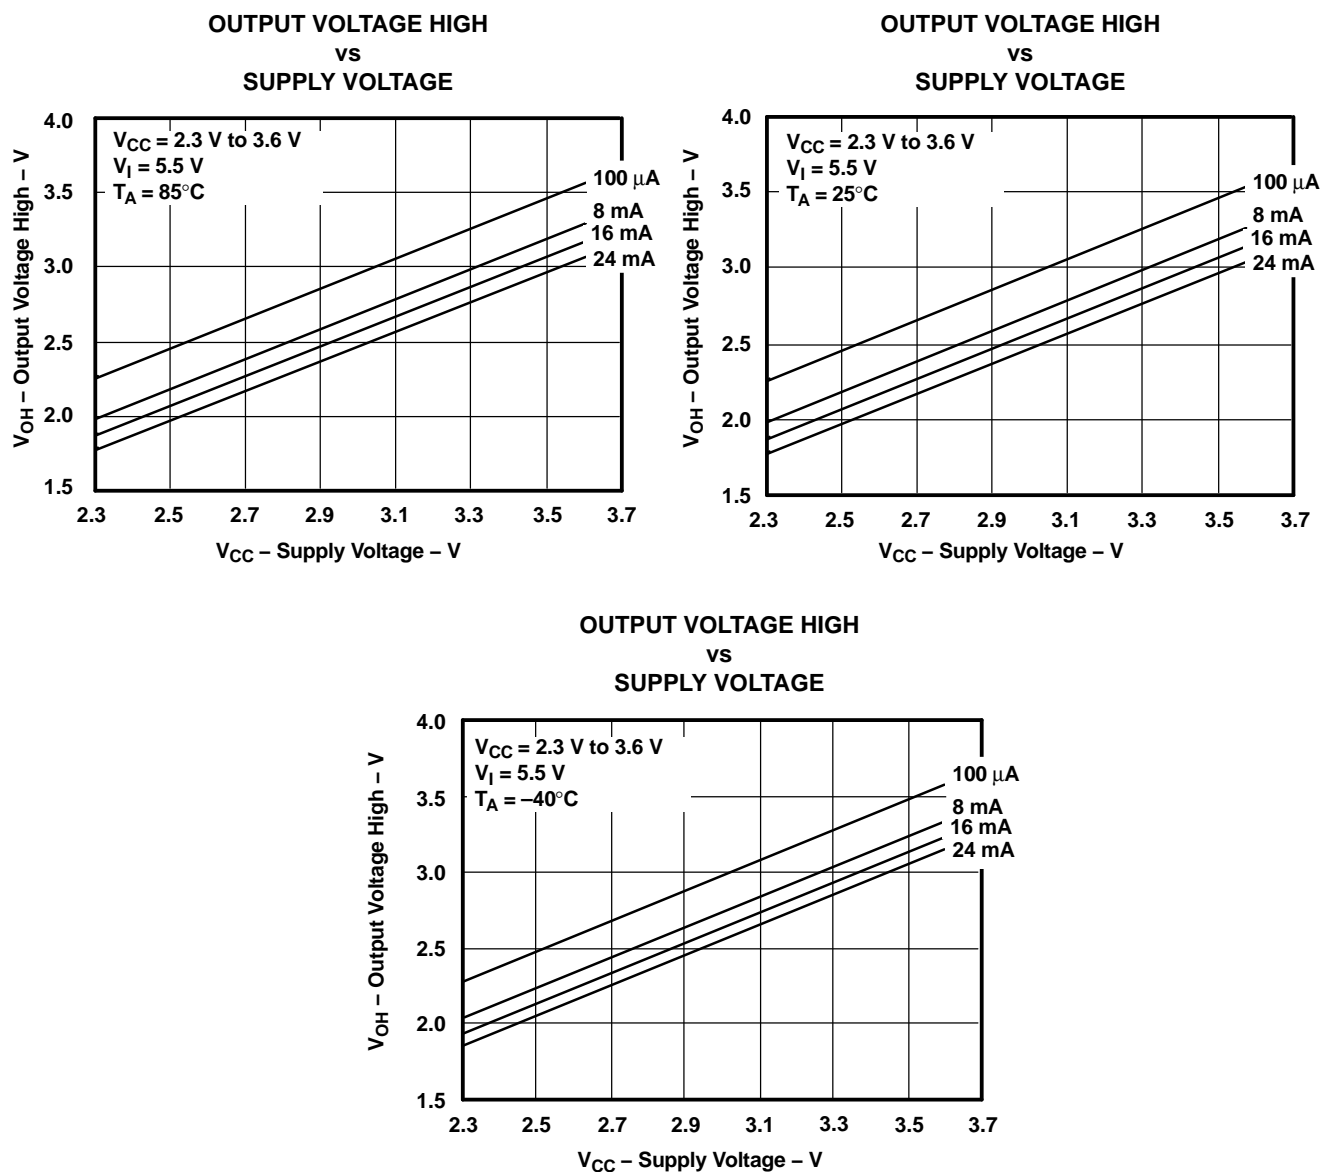 OUTPUT VOLTAGE HIGH
vs
SUPPLY VOLTAGE
V_OH – Output Voltage High – V
4.0
3.5
3.0
2.5
2.0
1.5
V_CC = 2.3 V to 3.6 V
V_I = 5.5 V
T_A = 85°C
100 μA
8 mA
16 mA
24 mA
2.3 2.5 2.7 2.9 3.1 3.3 3.5 3.7
V_CC – Supply Voltage – V
OUTPUT VOLTAGE HIGH
vs
SUPPLY VOLTAGE
V_OH – Output Voltage High – V
4.0
3.5
3.0
2.5
2.0
1.5
V_CC = 2.3 V to 3.6 V
V_I = 5.5 V
T_A = 25°C
100 μA
8 mA
16 mA
24 mA
2.3 2.5 2.7 2.9 3.1 3.3 3.5 3.7
V_CC – Supply Voltage – V
OUTPUT VOLTAGE HIGH
vs
SUPPLY VOLTAGE
V_OH – Output Voltage High – V
4.0
3.5
3.0
2.5
2.0
1.5
V_CC = 2.3 V to 3.6 V
V_I = 5.5 V
T_A = –40°C
100 μA
8 mA
16 mA
24 mA
2.3 2.5 2.7 2.9 3.1 3.3 3.5 3.7
V_CC – Supply Voltage – V